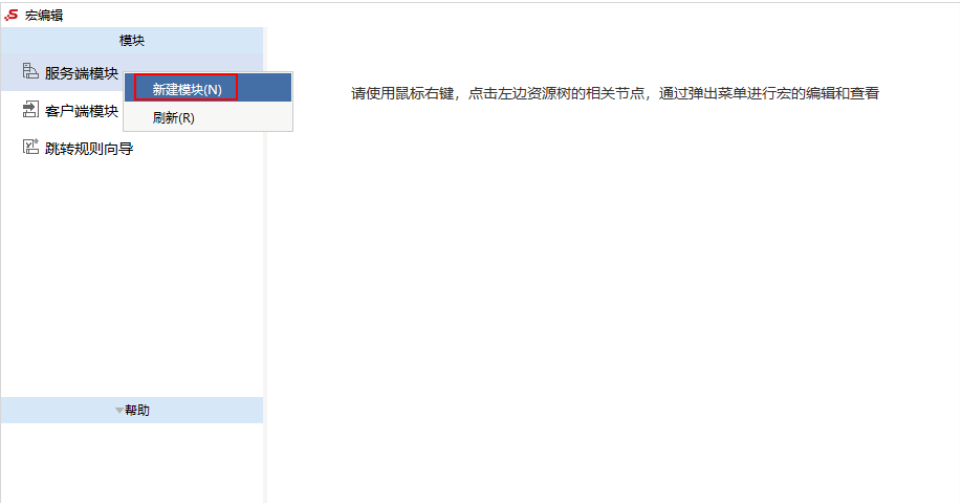 宏编辑
模块
服务端模块
新建模块(N)
请使用鼠标右键，点击左边资源树的相关节点，通过弹出菜单进行宏的编辑和查看
客户端模块
刷新(R)
跳转规则向导
帮助